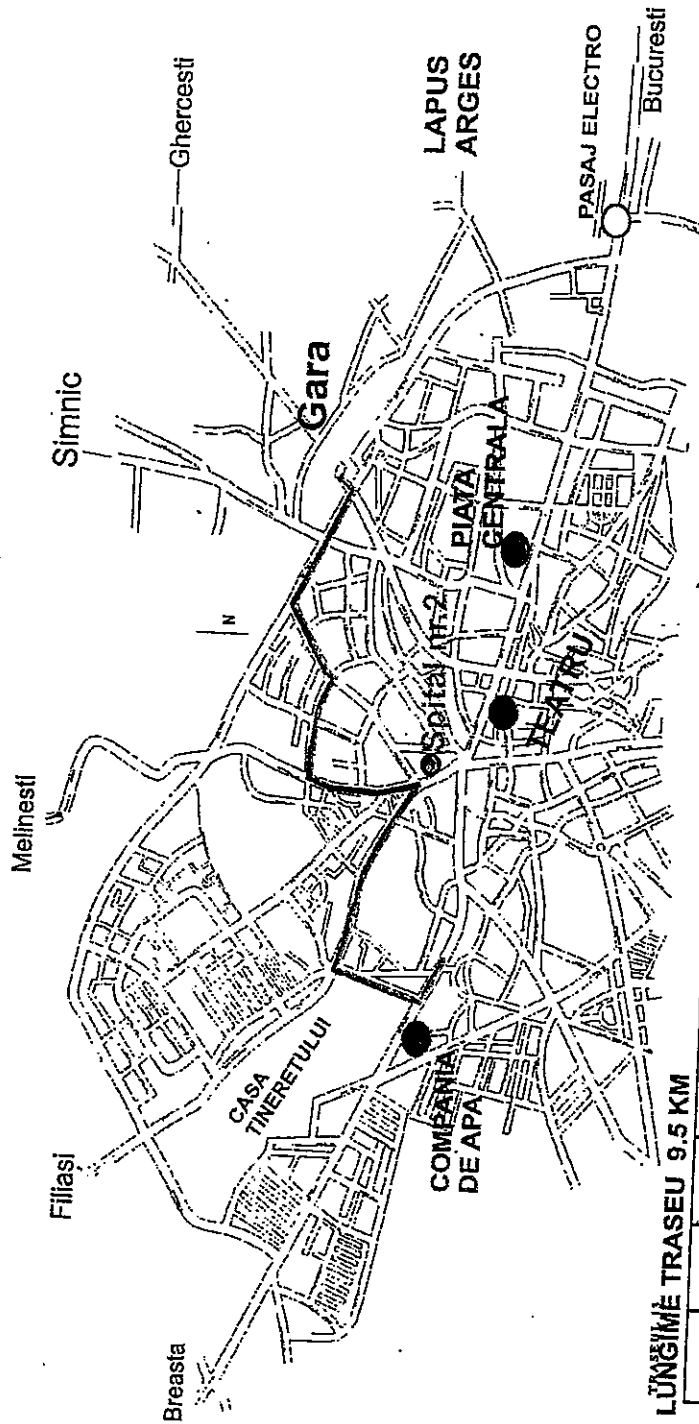 Simnic
Ghercesti
Melinesti
N
Gara
Filiasi
LAPUS
ARGES
CASA
TINERETULUI
Spital nr.2
PIATA
CENTRALA
Breasta
COMPANIA
DE APA
TEATRU
PASAJ ELECTRO
Bucuresti
LUNGIME TRASEU 9.5 KM